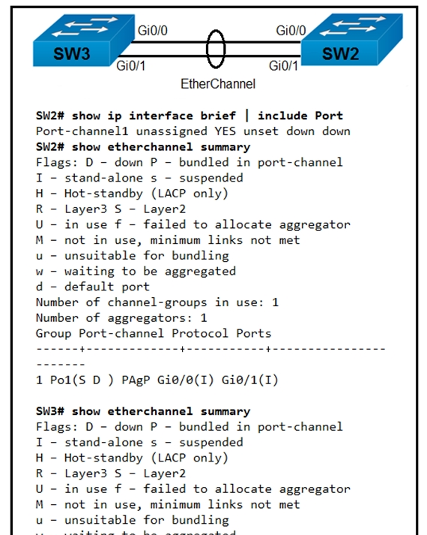 Gi0/0 Gi0/0
SW3 SW2
Gi0/1 Gi0/1
EtherChannel
SW2# show ip interface brief | include Port
Port-channel1 unassigned YES unset down down
SW2# show etherchannel summary
Flags: D – down P – bundled in port-channel
I – stand-alone s – suspended
H – Hot-standby (LACP only)
R – Layer3 S – Layer2
U – in use f – failed to allocate aggregator
M – not in use, minimum links not met
u – unsuitable for bundling
w – waiting to be aggregated
d – default port
Number of channel-groups in use: 1
Number of aggregators: 1
Group Port-channel Protocol Ports
------+-------------+-----------+----------------
-------
1 Po1(S D ) PAgP Gi0/0(I) Gi0/1(I)
SW3# show etherchannel summary
Flags: D – down P – bundled in port-channel
I – stand-alone s – suspended
H – Hot-standby (LACP only)
R – Layer3 S – Layer2
U – in use f – failed to allocate aggregator
M – not in use, minimum links not met
u – unsuitable for bundling
w – waiting to be aggregated